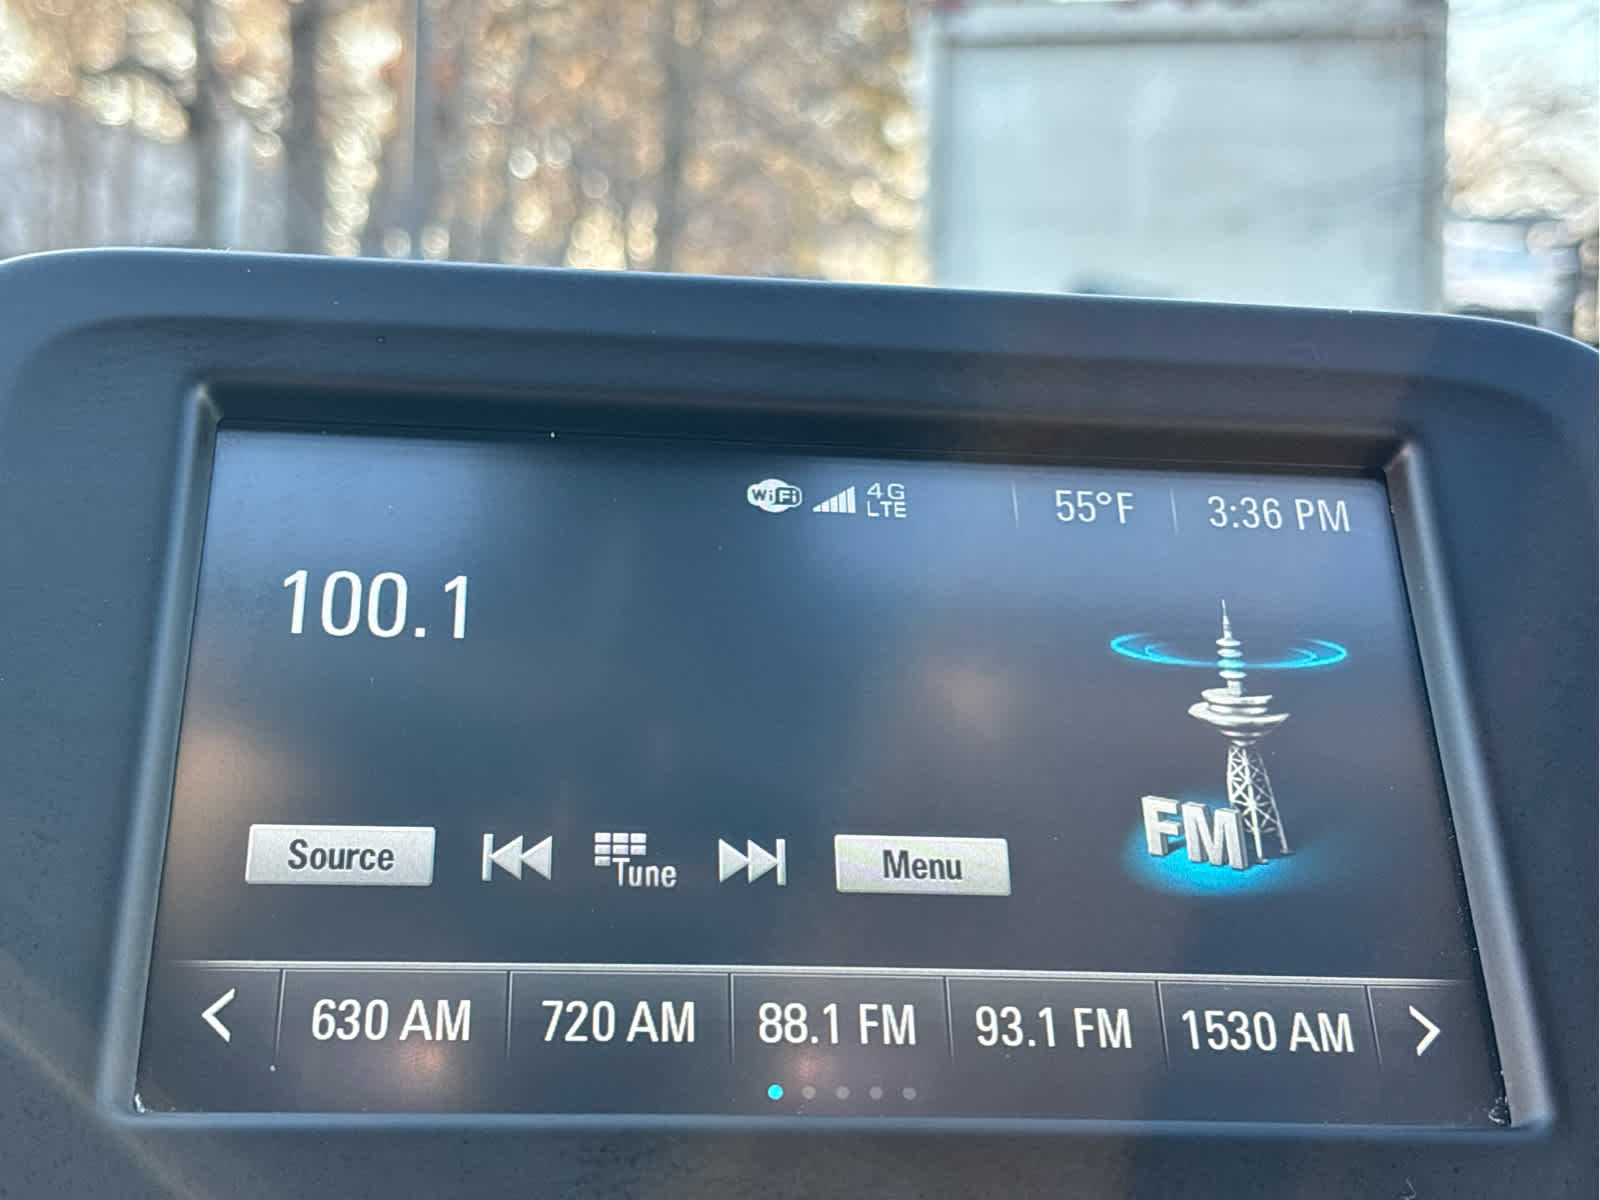 WiFi 4G LTE 55°F 3:36 PM
100.1
FM
Source Tune Menu
630 AM 720 AM 88.1 FM 93.1 FM 1530 AM